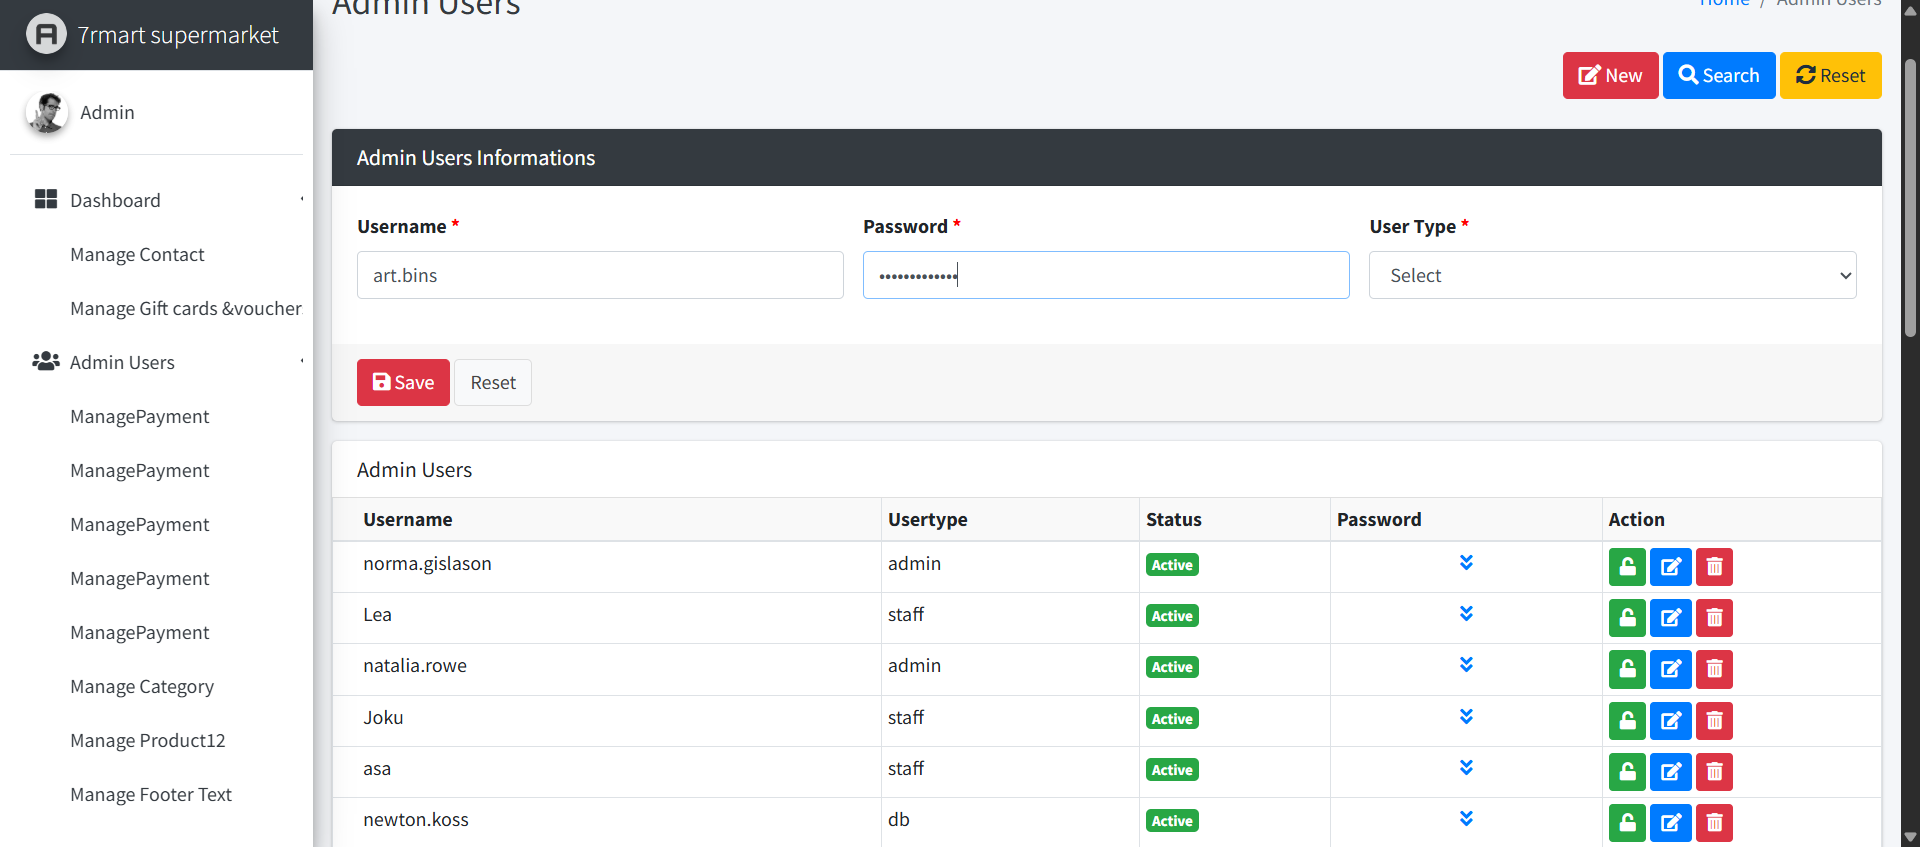 7rmart supermarket
Admin
Dashboard
Manage Contact
Manage Gift cards &voucher
Admin Users
ManagePayment
ManagePayment
ManagePayment
ManagePayment
ManagePayment
Manage Category
Manage Product12
Manage Footer Text
Admin Users
Home / Admin Users
New Search Reset
Admin Users Informations
Username * Password * User Type *
art.bins ••••••••••••• Select
Save Reset
Admin Users
Username Usertype Status Password Action
norma.gislason admin Active
Lea staff Active
natalia.rowe admin Active
Joku staff Active
asa staff Active
newton.koss db Active